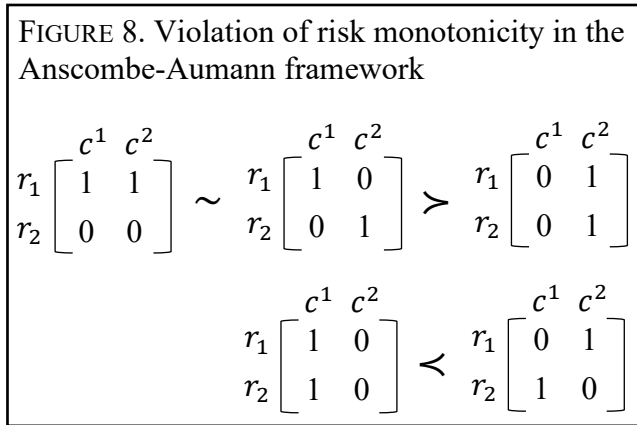 FIGURE 8. Violation of risk monotonicity in the
Anscombe-Aumann framework
c¹ c² c¹ c² c¹ c²
r₁ [1 1] ~ r₁ [1 0] ≻ r₁ [0 1]
r₂ [0 0] r₂ [0 1] r₂ [0 1]
c¹ c² c¹ c²
r₁ [1 0] ≺ r₁ [0 1]
r₂ [1 0] r₂ [1 0]